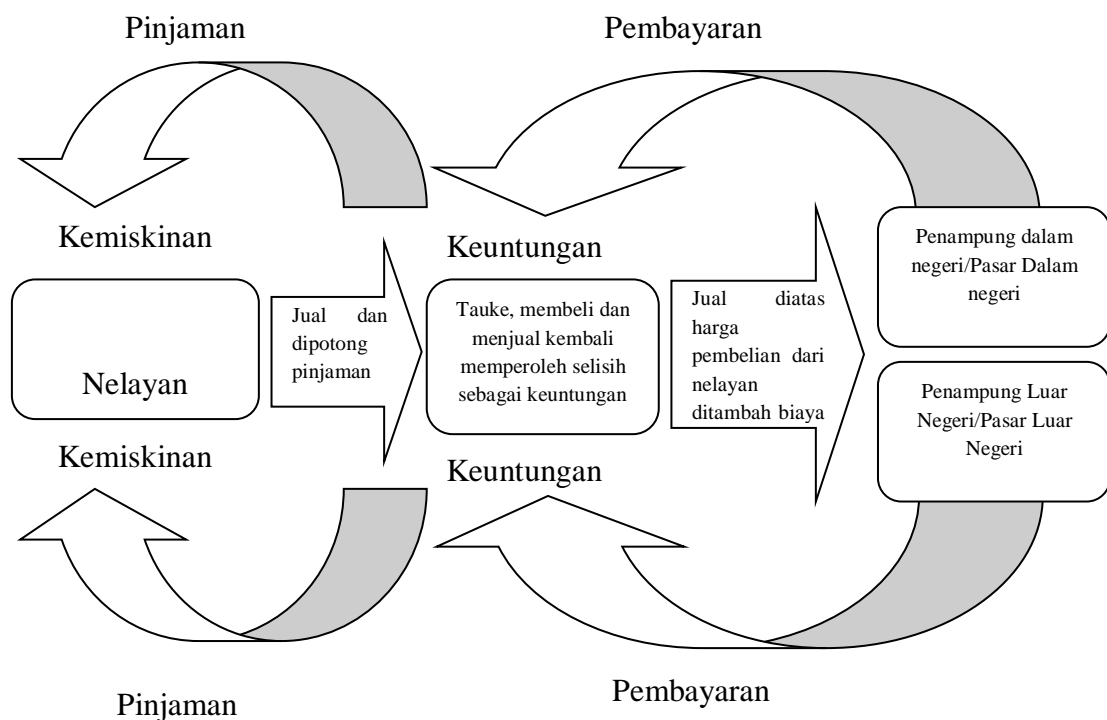 Pinjaman
Pembayaran
Kemiskinan
Keuntungan
Nelayan
Jual dan
dipotong
pinjaman
Tauke, membeli dan
menjual kembali
memperoleh selisih
sebagai keuntungan
Jual diatas
harga
pembelian dari
nelayan
ditambah biaya
Penampung dalam
negeri/Pasar Dalam
negeri
Penampung Luar
Negeri/Pasar Luar
Negeri
Kemiskinan
Keuntungan
Pinjaman
Pembayaran